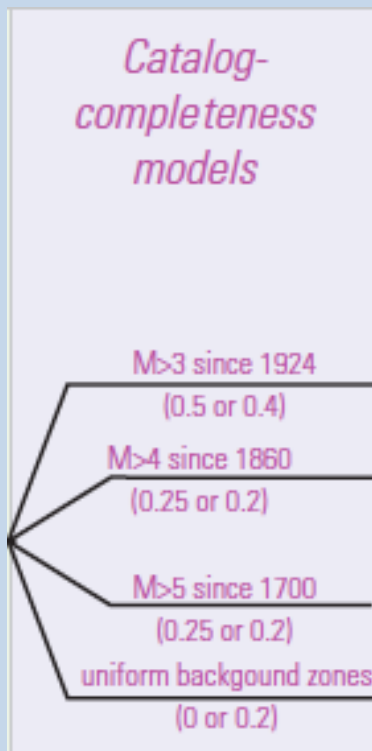 Catalog-
completeness
models
M>3 since 1924
(0.5 or 0.4)
M>4 since 1860
(0.25 or 0.2)
M>5 since 1700
(0.25 or 0.2)
uniform backgound zones
(0 or 0.2)